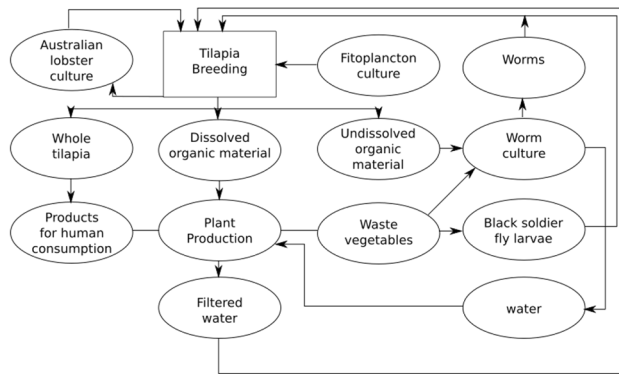 Australian
lobster
culture
Tilapia
Breeding
Fitoplancton
culture
Worms
Whole
tilapia
Dissolved
organic material
Undissolved
organic
material
Worm
culture
Products
for human
consumption
Plant
Production
Waste
vegetables
Black soldier
fly larvae
Filtered
water
water